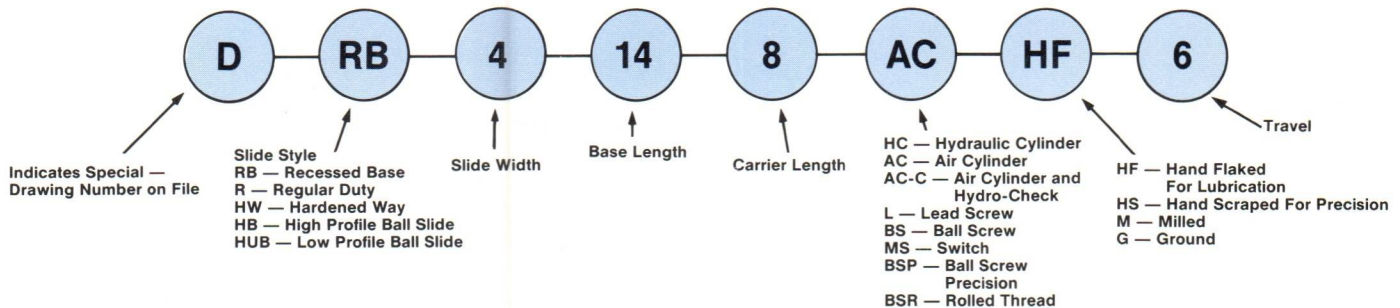 D RB 4 14 8 AC HF 6
Indicates Special —
Drawing Number on File
Slide Style
RB — Recessed Base
R — Regular Duty
HW — Hardened Way
HB — High Profile Ball Slide
HUB — Low Profile Ball Slide
Slide Width
Base Length
Carrier Length
HC — Hydraulic Cylinder
AC — Air Cylinder
AC-C — Air Cylinder and
Hydro-Check
L — Lead Screw
BS — Ball Screw
MS — Switch
BSP — Ball Screw
Precision
BSR — Rolled Thread
HF — Hand Flaked
For Lubrication
HS — Hand Scraped For Precision
M — Milled
G — Ground
Travel